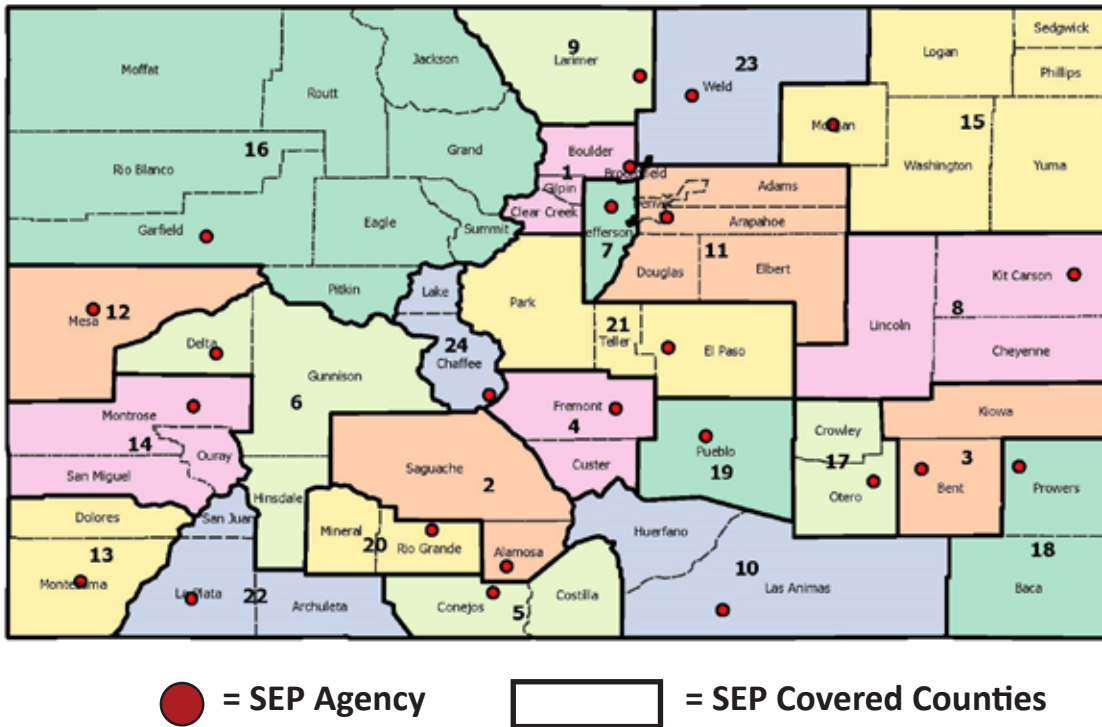 9
Larimer
Sedgwick
Logan
Jackson
23
Moffat
Phillips
Routt
Weld
Morgan
15
Boulder
16
Grand
Rio Blanco
1
Broomfield
Washington
Yuma
Gilpin
Adams
Clear Creek
Eagle
Arapahoe
Garfield
Summit
Jefferson
7
11
Douglas
Elbert
Kit Carson
Pitkin
Lake
Park
12
Mesa
8
Lincoln
21
Delta
24
Teller
El Paso
Cheyenne
Gunnison
Chaffee
6
Fremont
Kiowa
Montrose
4
Crowley
14
Ouray
Pueblo
17
3
San Miguel
Saguache
Custer
19
2
Bent
Prowers
Hinsdale
Otero
Dolores
San Juan
Mineral
Huerfano
20
Rio Grande
Alamosa
18
13
10
Montezuma
La Plata
22
Archuleta
Conejos
5
Costilla
Las Animas
Baca
= SEP Agency
= SEP Covered Counties